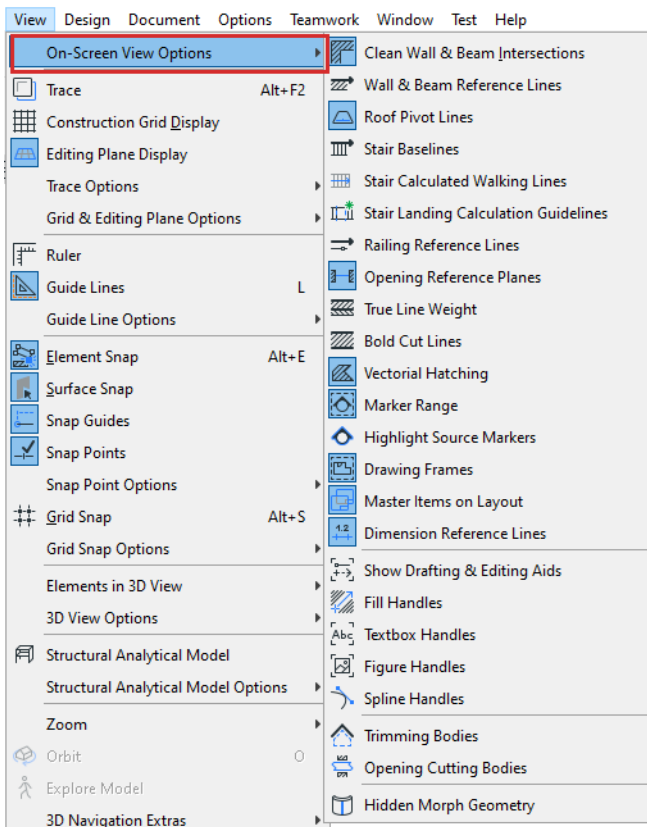 View Design Document Options Teamwork Window Test Help
On-Screen View Options
Trace Alt+F2
Construction Grid Display
Editing Plane Display
Trace Options
Grid & Editing Plane Options
Ruler
Guide Lines L
Guide Line Options
Element Snap Alt+E
Surface Snap
Snap Guides
Snap Points
Snap Point Options
Grid Snap Alt+S
Grid Snap Options
Elements in 3D View
3D View Options
Structural Analytical Model
Structural Analytical Model Options
Zoom
Orbit O
Explore Model
3D Navigation Extras
Clean Wall & Beam Intersections
Wall & Beam Reference Lines
Roof Pivot Lines
Stair Baselines
Stair Calculated Walking Lines
Stair Landing Calculation Guidelines
Railing Reference Lines
Opening Reference Planes
True Line Weight
Bold Cut Lines
Vectorial Hatching
Marker Range
Highlight Source Markers
Drawing Frames
Master Items on Layout
1.2 Dimension Reference Lines
Show Drafting & Editing Aids
Fill Handles
Abc Textbox Handles
Figure Handles
Spline Handles
Trimming Bodies
Opening Cutting Bodies
Hidden Morph Geometry